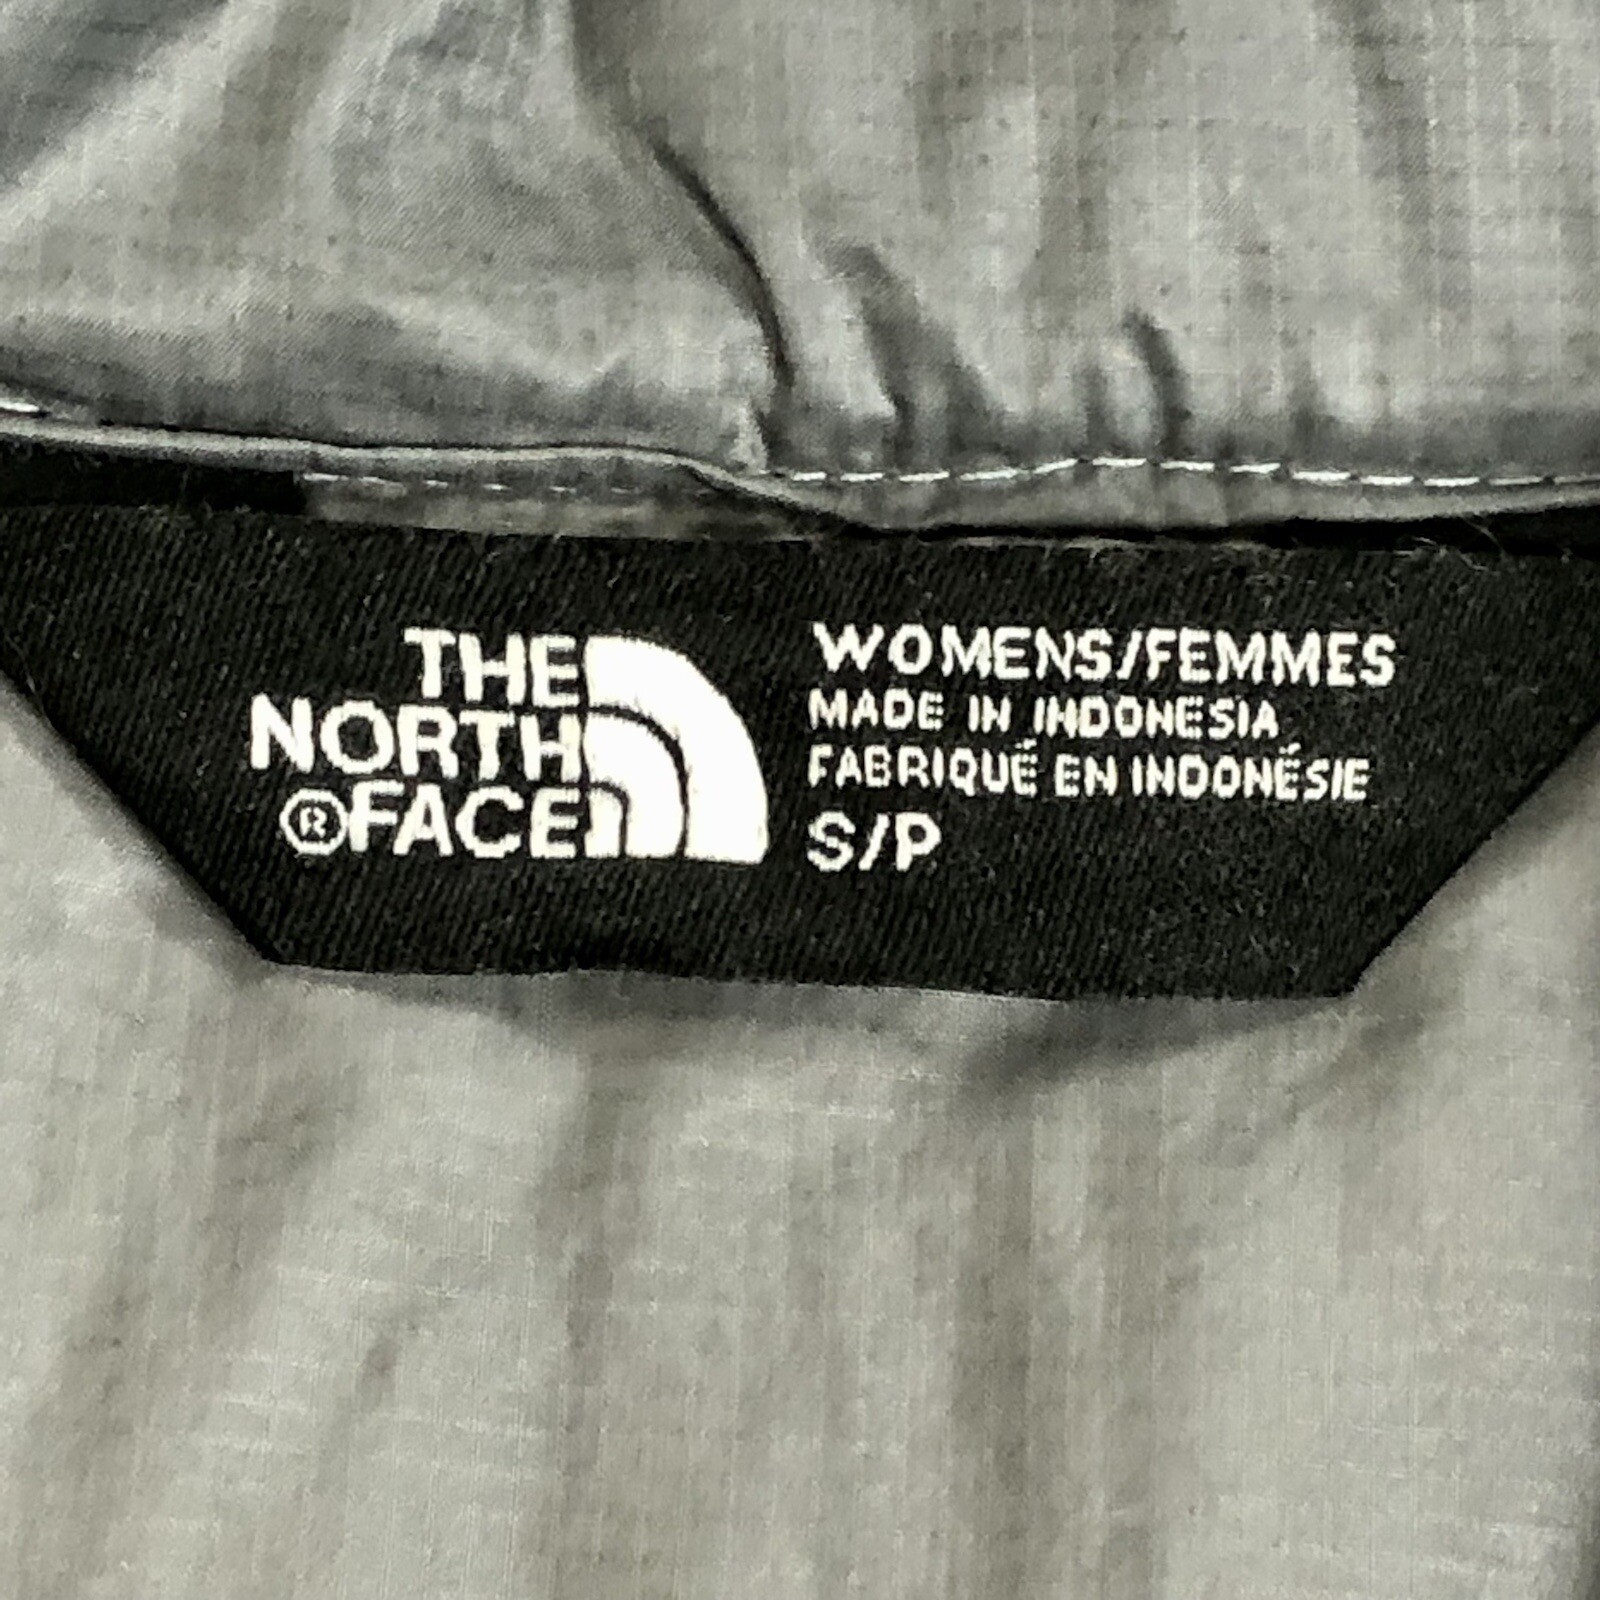 THE
NORTH
®FACE
WOMENS/FEMMES
MADE IN INDONESIA
FABRIQUÉ EN INDONÉSIE
S/P